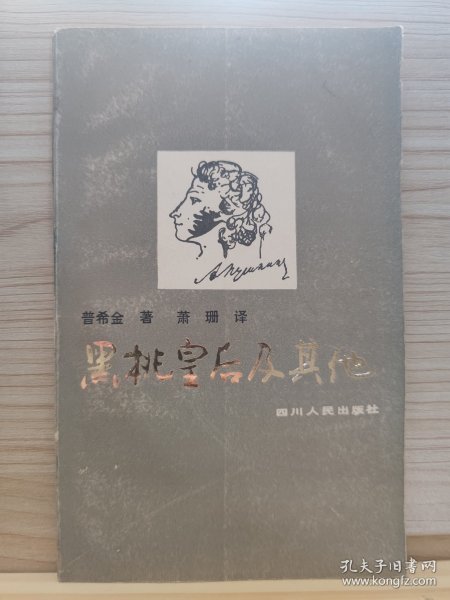 А. Пушкин
普希金 著 萧珊 译
黑桃皇后及其他
四川人民出版社
孔夫子旧书网
www.kongfz.com